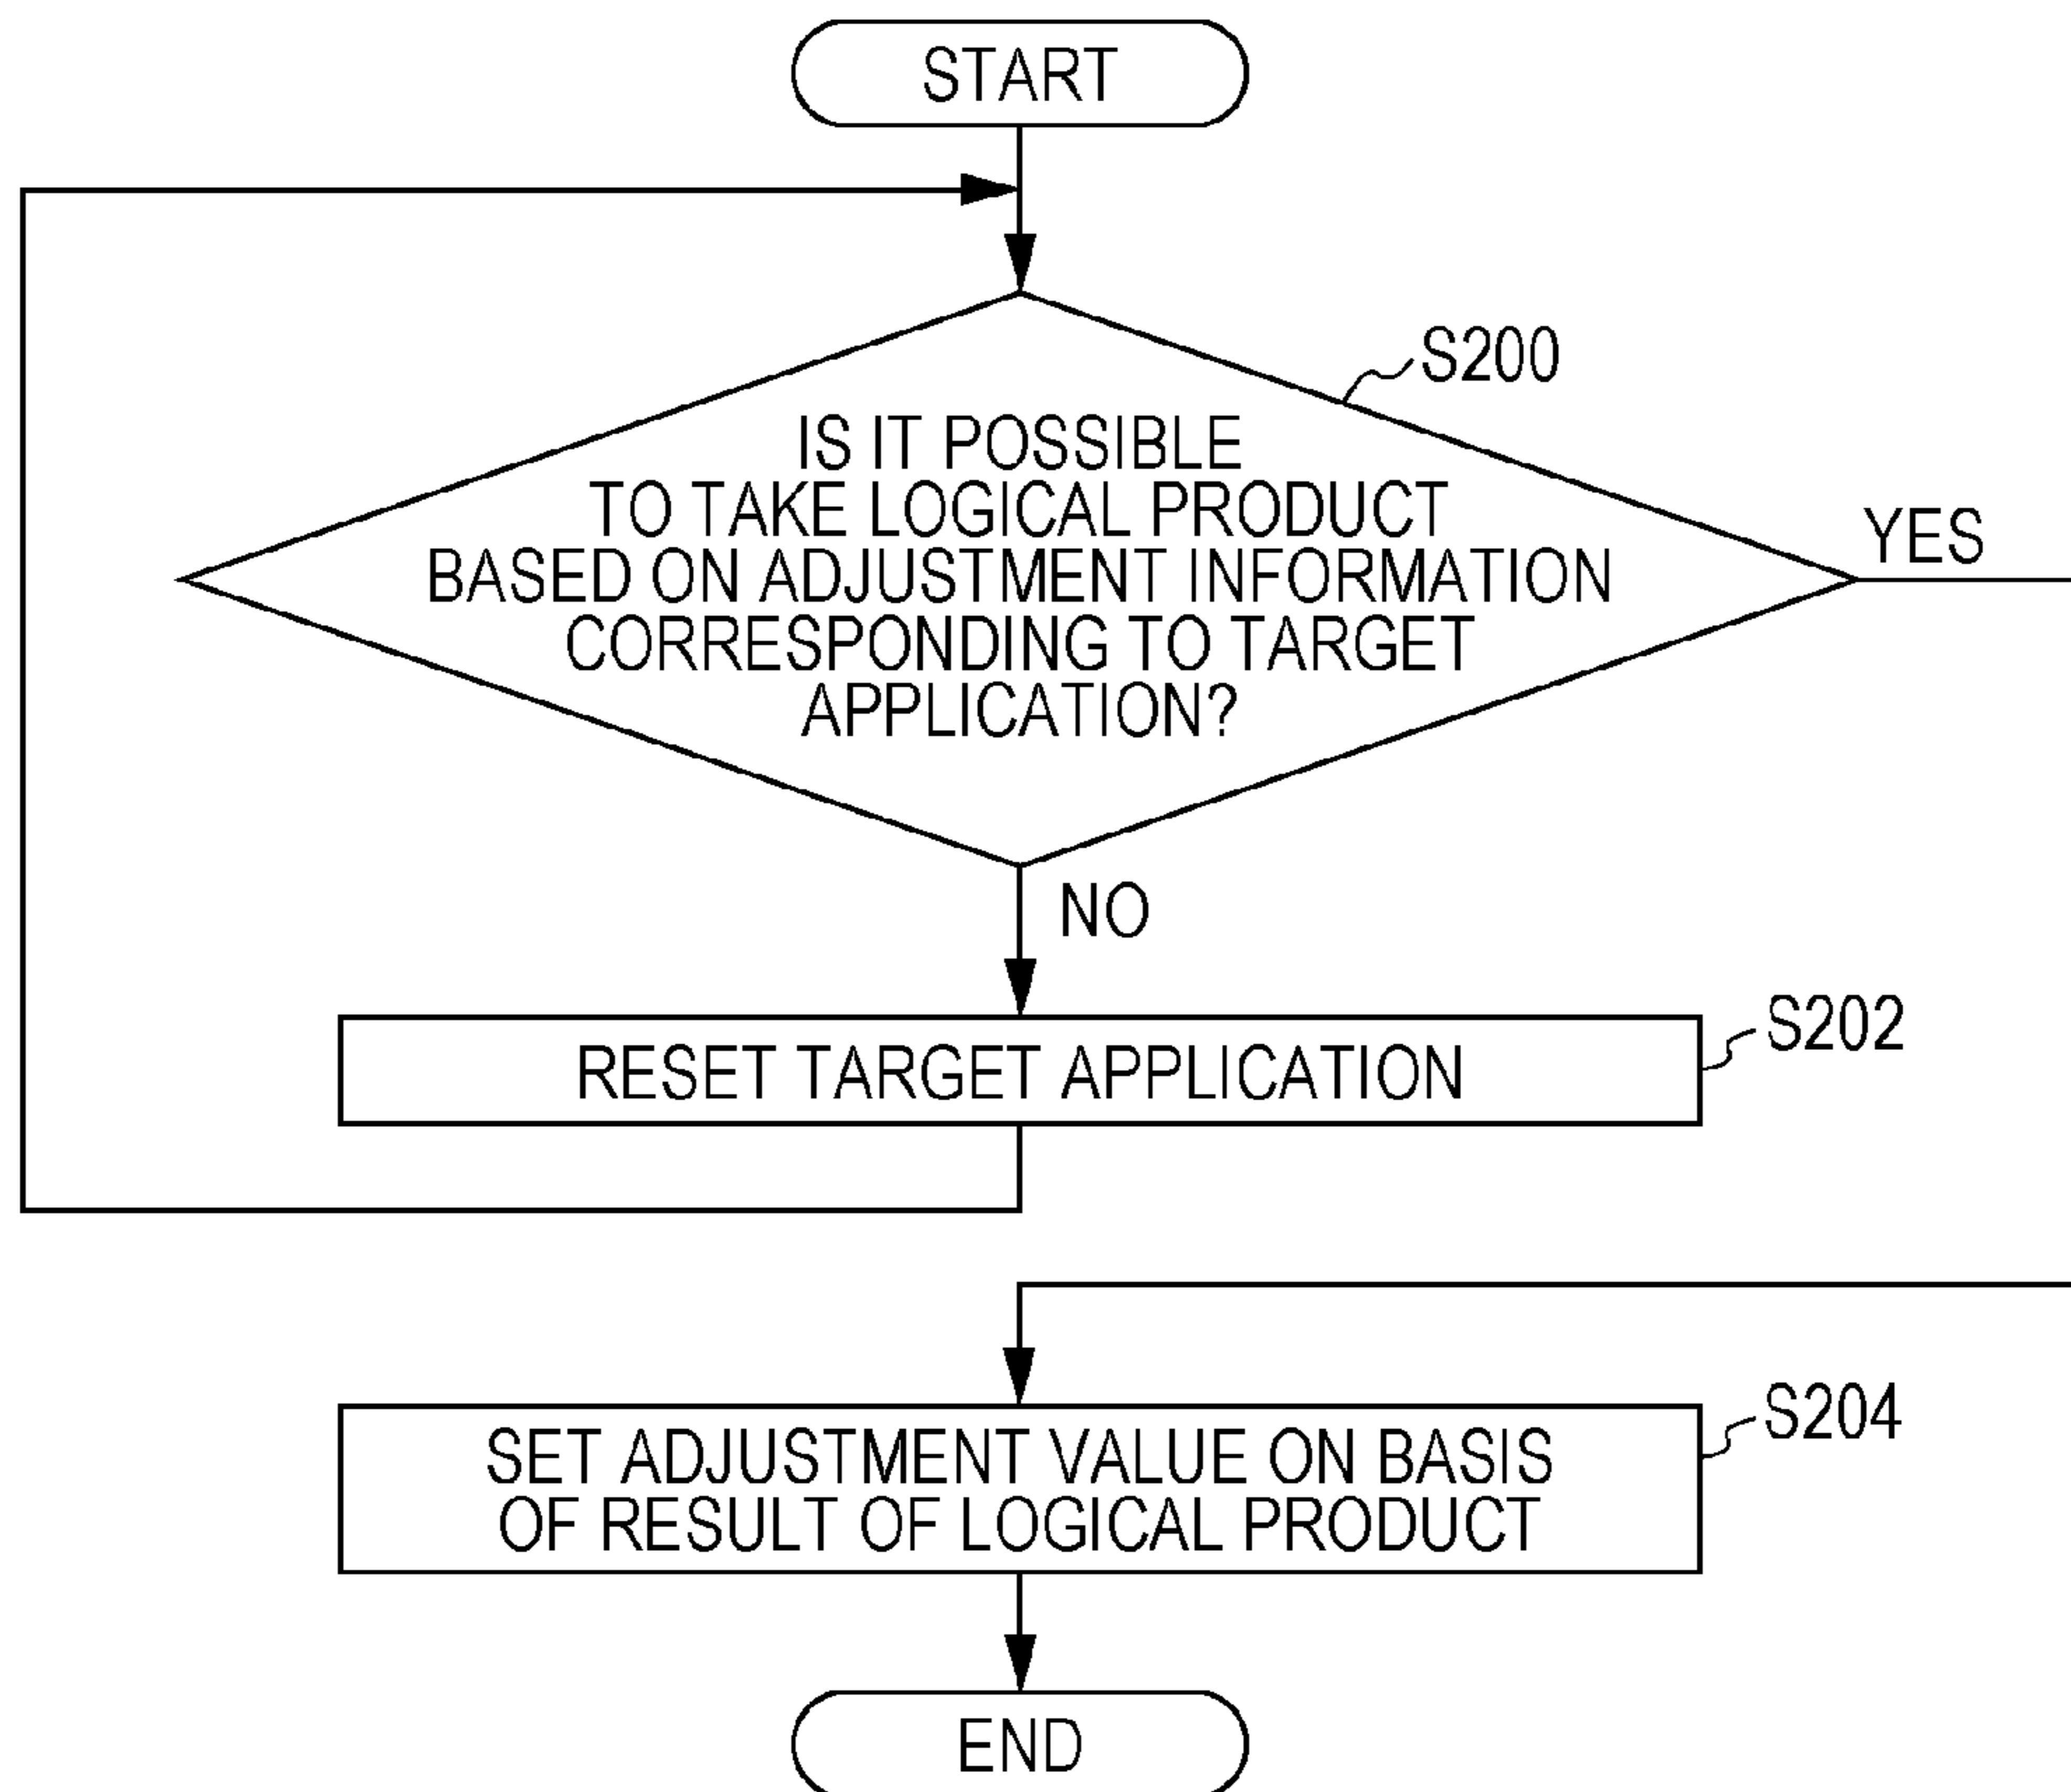 START
S200
IS IT POSSIBLE
TO TAKE LOGICAL PRODUCT
BASED ON ADJUSTMENT INFORMATION
CORRESPONDING TO TARGET
APPLICATION?
YES
NO
S202
RESET TARGET APPLICATION
S204
SET ADJUSTMENT VALUE ON BASIS
OF RESULT OF LOGICAL PRODUCT
END